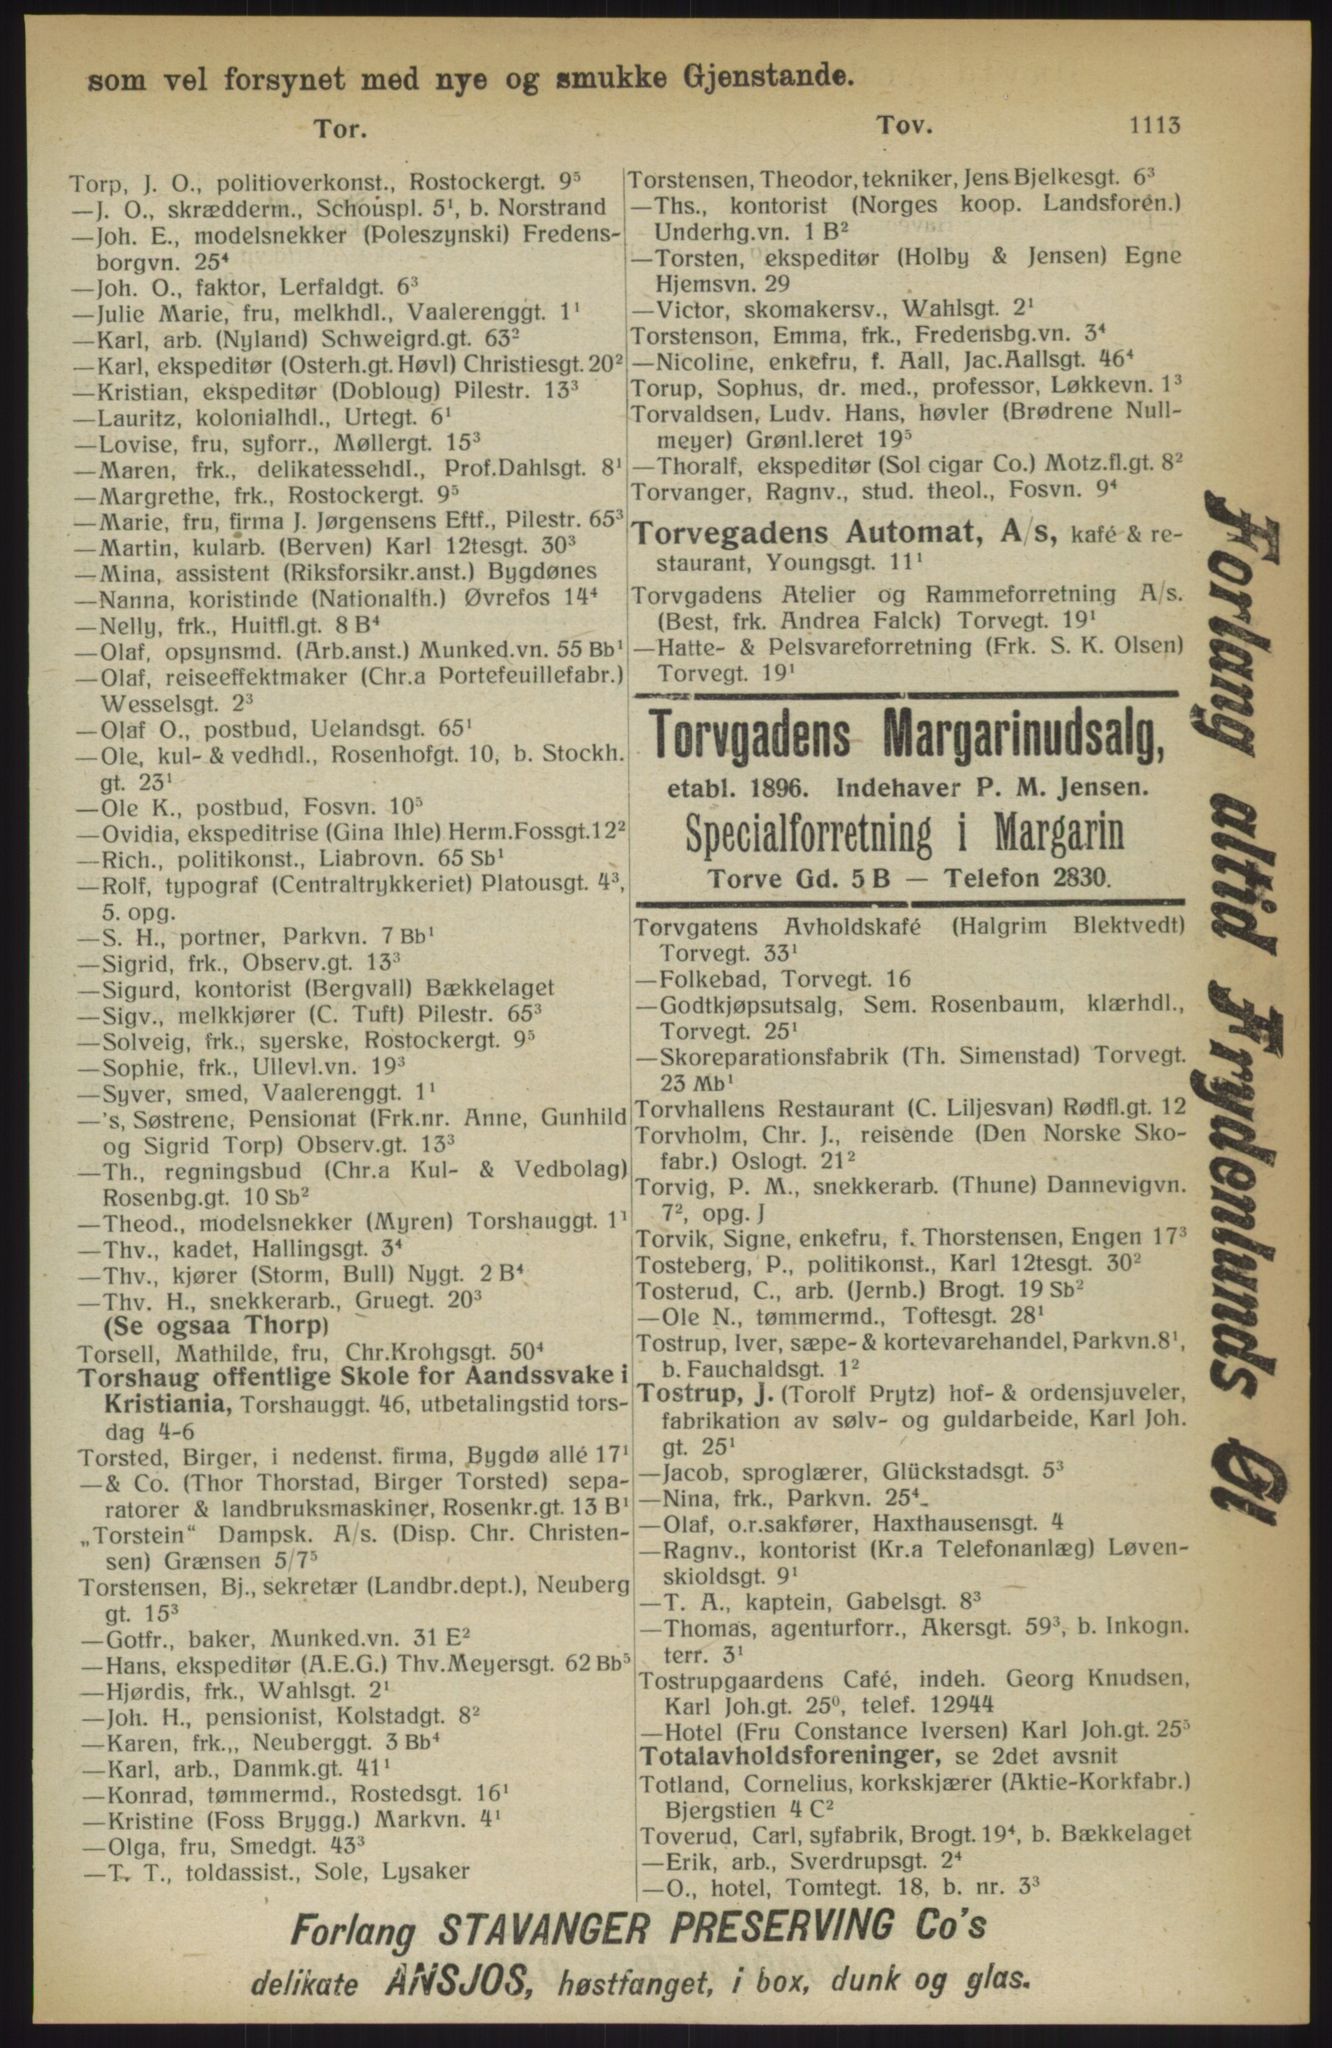 som vel forsynet med nye og smukke Gjenstande.
Tor.
Tov.
1113
Torp, J. O., politioverkonst., Rostockergt. 9⁵
—J. O., skrædderm., Schouspl. 5¹, b. Norstrand
—Joh. E., modelsnekker (Poleszynski) Fredens-
borgvn. 25⁴
—Joh. O., faktor, Lerfaldgt. 6³
—Julie Marie, fru, melkhdl., Vaalerenggt. 1¹
—Karl, arb. (Nyland) Schweigrd.gt. 63²
—Karl, ekspeditør (Osterh.gt. Høvl) Christiesgt. 20²
—Kristian, ekspeditør (Dobloug) Pilestr. 13³
—Lauritz, kolonialhdl., Urtegt. 6¹
—Lovise, fru, syforr., Møllergt. 15³
—Maren, frk., delikatessehdl., Prof.Dahlsgt. 8¹
—Margrethe, frk., Rostockergt. 9⁵
—Marie, fru, firma J. Jørgensens Eftf., Pilestr. 65³
—Martin, kularb. (Berven) Karl 12tesgt. 30³
—Mina, assistent (Riksforsikr.anst.) Bygdønes
—Nanna, koristinde (Nationalth.) Øvrefos 14⁴
—Nelly, frk., Huitfl.gt. 8 B⁴
—Olaf, opsynsmd. (Arb.anst.) Munked.vn. 55 Bb¹
—Olaf, reiseeffektmaker (Chr.a Portefeuillefabr.)
Wesselsgt. 2³
—Olaf O., postbud, Uelandsgt. 65¹
—Ole, kul- & vedhdl., Rosenhofgt. 10, b. Stockh.
gt. 23¹
—Ole K., postbud, Fosvn. 10⁵
—Ovidia, ekspeditrise (Gina Ihle) Herm.Fossgt.12²
—Rich., politikonst., Liabrovn. 65 Sb¹
—Rolf, typograf (Centraltrykkeriet) Platousgt. 4³,
5. opg.
—S. H., portner, Parkvn. 7 Bb¹
—Sigrid, frk., Observ.gt. 13³
—Sigurd, kontorist (Bergvall) Bækkelaget
—Sigv., melkkjører (C. Tuft) Pilestr. 65³
—Solveig, frk., syerske, Rostockergt. 9⁵
—Sophie, frk., Ullevl.vn. 19³
—Syver, smed, Vaalerenggt. 1¹
—'s, Søstrene, Pensionat (Frk.nr. Anne, Gunhild
og Sigrid Torp) Observ.gt. 13³
—Th., regningsbud (Chr.a Kul- & Vedbolag)
Rosenbg.gt. 10 Sb²
—Theod., modelsnekker (Myren) Torshauggt. 1¹
—Thv., kadet, Hallingsgt. 3⁴
—Thv., kjører (Storm, Bull) Nygt. 2 B⁴
—Thv. H., snekkerarb., Gruegt. 20³
(Se ogsaa Thorp)
Torsell, Mathilde, fru, Chr.Krohgsgt. 50⁴
Torshaug offentlige Skole for Aandssvake i
Kristiania, Torshauggt. 46, utbetalingstid tors-
dag 4-6
Torsted, Birger, i nedenst. firma, Bygdø allé 17¹
—& Co. (Thor Thorstad, Birger Torsted) sepa-
ratorer & landbruksmaskiner, Rosenkr.gt. 13 B¹
„Torstein“ Dampsk. A/s. (Disp. Chr. Christen-
sen) Grænsen 5/7⁵
Torstensen, Bj., sekretær (Landbr.dept.), Neuberg
gt. 15³
—Gotfr., baker, Munked.vn. 31 E²
—Hans, ekspeditør (A.E.G.) Thv.Meyersgt. 62 Bb⁵
—Hjørdis, frk., Wahlsgt. 2¹
—Joh. H., pensionist, Kolstadgt. 8²
—Karen, frk.,, Neuberggt. 3 Bb⁴
—Karl, arb., Danmk.gt. 41¹
—Konrad, tømmermd., Rostedsgt. 16¹
—Kristine (Foss Brygg.) Markvn. 4¹
—Olga, fru, Smedgt. 43³
—T. T., toldassist., Sole, Lysaker
Torstensen, Theodor, tekniker, Jens Bjelkesgt. 6³
—Ths., kontorist (Norges koop. Landsforen.)
Underhg.vn. 1 B²
—Torsten, ekspeditør (Holby & Jensen) Egne
Hjemsvn. 29
—Victor, skomakersv., Wahlsgt. 2¹
Torstenson, Emma, frk., Fredensbg.vn. 3⁴
—Nicoline, enkefru, f. Aall, Jac.Aallsgt. 46⁴
Torup, Sophus, dr. med., professor, Løkkevn. 1³
Torvaldsen, Ludv. Hans, høvler (Brødrene Null-
meyer) Grønl.leret 19⁵
—Thoralf, ekspeditør (Sol cigar Co.) Motz.fl.gt. 8²
Torvanger, Ragnv., stud. theol., Fosvn. 9⁴
Torvegadens Automat, A/s, kafé & re-
staurant, Youngsgt. 11¹
Torvgadens Atelier og Rammeforretning A/s.
(Best, frk. Andrea Falck) Torvegt. 19¹
—Hatte- & Pelsvareforretning (Frk. S. K. Olsen)
Torvegt. 19¹
Torvgadens Margarinudsalg,
etabl. 1896. Indehaver P. M. Jensen.
Specialforretning i Margarin
Torve Gd. 5 B — Telefon 2830.
Torvgatens Avholdskafé (Halgrim Blektvedt)
Torvegt. 33¹
—Folkebad, Torvegt. 16
—Godtkjøpsutsalg, Sem. Rosenbaum, klærhdl.,
Torvegt. 25¹
—Skoreparationsfabrik (Th. Simenstad) Torvegt.
23 Mb¹
Torvhallens Restaurant (C. Liljesvan) Rødfl.gt. 12
Torvholm, Chr. J., reisende (Den Norske Sko-
fabr.) Oslogt. 21²
Torvig, P. M., snekkerarb. (Thune) Dannevigvn.
7², opg. J
Torvik, Signe, enkefru, f. Thorstensen, Engen 17³
Tosteberg, P., politikonst., Karl 12tesgt. 30²
Tosterud, C., arb. (Jernb.) Brogt. 19 Sb²
—Ole N., tømmermd., Toftesgt. 28¹
Tostrup, Iver, sæpe- & kortevarehandel, Parkvn.8¹,
b. Fauchaldsgt. 1²
Tostrup, J. (Torolf Prytz) hof- & ordensjuveler,
fabrikation av sølv- og guldarbeide, Karl Joh.
gt. 25¹
—Jacob, sproglærer, Glückstadsgt. 5³
—Nina, frk., Parkvn. 25⁴
—Olaf, o.r.sakfører, Haxthausensgt. 4
—Ragnv., kontorist (Kr.a Telefonanlæg) Løven-
skioldsgt. 9¹
—T. A., kaptein, Gabelsgt. 8³
—Thomas, agenturforr., Akersgt. 59³, b. Inkogn.
terr. 3¹
Tostrupgaardens Café, indeh. Georg Knudsen,
Karl Joh.gt. 25⁰, telef. 12944
—Hotel (Fru Constance Iversen) Karl Joh.gt. 25⁵
Totalavholdsforeninger, se 2det avsnit
Totland, Cornelius, korkskjærer (Aktie-Korkfabr.)
Bjergstien 4 C²
Toverud, Carl, syfabrik, Brogt. 19⁴, b. Bækkelaget
—Erik, arb., Sverdrupsgt. 2⁴
—O., hotel, Tomtegt. 18, b. nr. 3³
Forlang altid Frydenlunds Øl
Forlang STAVANGER PRESERVING Co's
delikate ANSJOS, høstfanget, i box, dunk og glas.